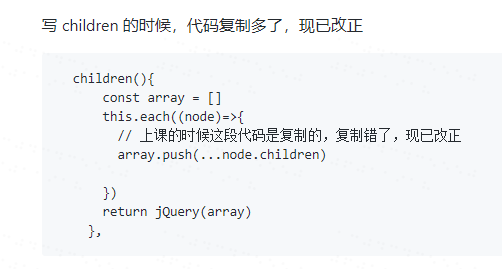 写 children 的时候，代码复制多了，现已改正
children(){
const array = []
this.each((node)=>{
// 上课的时候这段代码是复制的，复制错了，现已改正
array.push(...node.children)
})
return jQuery(array)
},